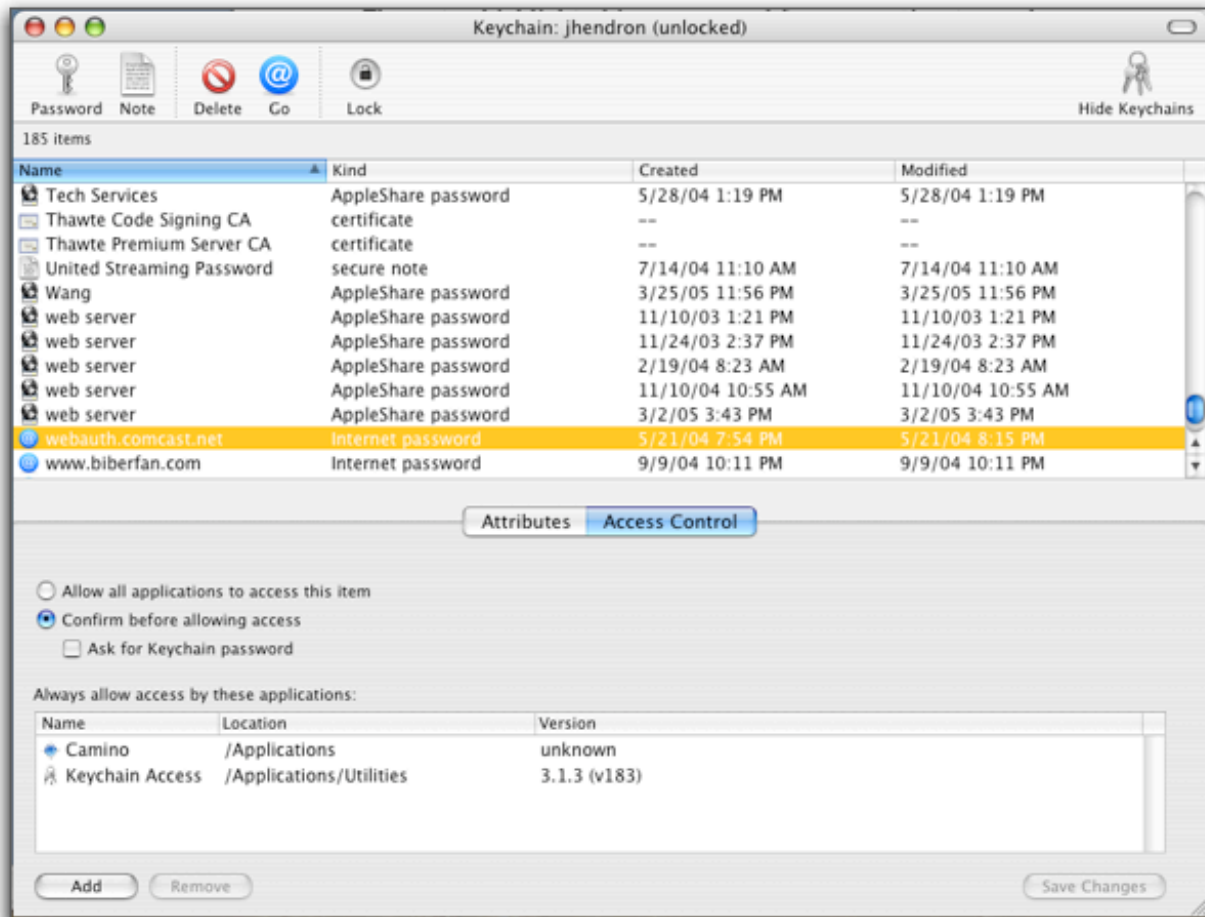 Keychain: jhendron (unlocked)
Password Note Delete Go Lock Hide Keychains
185 items
Name Kind Created Modified
Tech Services AppleShare password 5/28/04 1:19 PM 5/28/04 1:19 PM
Thawte Code Signing CA certificate -- --
Thawte Premium Server CA certificate -- --
United Streaming Password secure note 7/14/04 11:10 AM 7/14/04 11:10 AM
Wang AppleShare password 3/25/05 11:56 PM 3/25/05 11:56 PM
web server AppleShare password 11/10/03 1:21 PM 11/10/03 1:21 PM
web server AppleShare password 11/24/03 2:37 PM 11/24/03 2:37 PM
web server AppleShare password 2/19/04 8:23 AM 2/19/04 8:23 AM
web server AppleShare password 11/10/04 10:55 AM 11/10/04 10:55 AM
web server AppleShare password 3/2/05 3:43 PM 3/2/05 3:43 PM
webauth.comcast.net Internet password 5/21/04 7:54 PM 5/21/04 8:15 PM
www.biberfan.com Internet password 9/9/04 10:11 PM 9/9/04 10:11 PM
Attributes Access Control
Allow all applications to access this item
Confirm before allowing access
Ask for Keychain password
Always allow access by these applications:
Name Location Version
Camino /Applications unknown
Keychain Access /Applications/Utilities 3.1.3 (v183)
Add Remove Save Changes